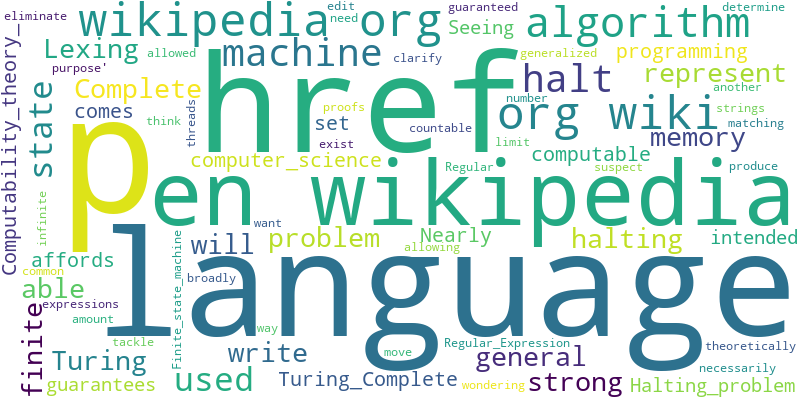 eliminate
wikipedia org
edit
need
guaranteed
determine
algorithm
Lexing
allowed
machine
clarify
Seeing
generalized
programming
purpose'
Complete
href
halt
represent
another
Computability_theory_
state
comes
think
threads
proofs
set
number
strings
org wiki
countable
matching
exist
limit
memory
p
computer_science
Regular
computable
suspect
produce
en wikipedia
infinite
want
affords
will
problem
Nearly
halting
intended
allowing
common
able
Finite_state_machine
broadly
language
expressions
amount
way
finite
tackle
Regular_Expression
theoretically
Turing
write
move
general
necessarily
guarantees
used
Turing_Complete
wondering
strong
Halting_problem